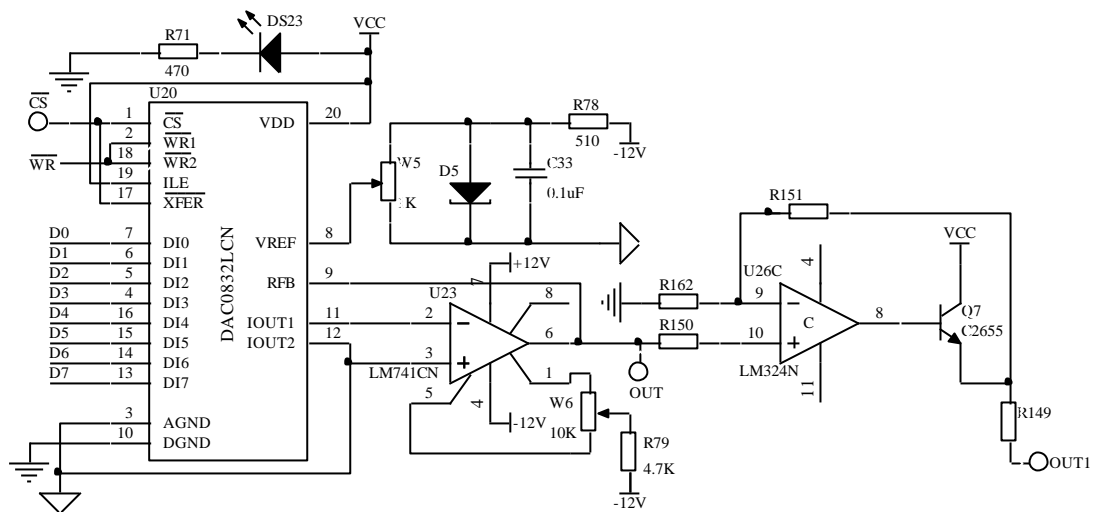 DS23
VCC
R71
470
U20
CS
1
CS
VDD
20
2
WR1
WR
18
WR2
19
ILE
17
XFER
D0
7
DI0
VREF
8
D1
6
DI1
D2
5
DI2
RFB
9
D3
4
DI3
D4
16
DI4
IOUT1
11
D5
15
DI5
IOUT2
12
D6
14
DI6
D7
13
DI7
3
AGND
10
DGND
DAC0832LCN
R78
510
-12V
W5
1K
D5
C33
0.1uF
+12V
7
U23
8
2
6
3
LM741CN
1
5
4
-12V
W6
10K
R79
4.7K
-12V
OUT
R162
R150
R151
U26C
4
9
C
8
10
LM324N
11
VCC
Q7
C2655
R149
OUT1